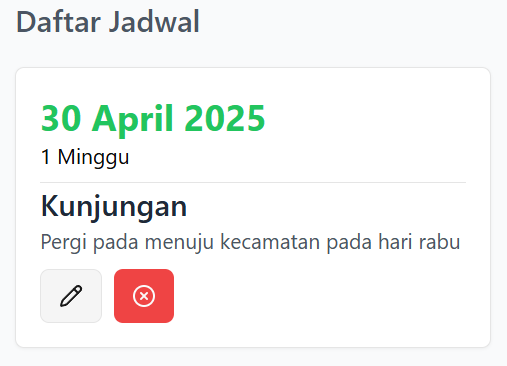 Daftar Jadwal
30 April 2025
1 Minggu
Kunjungan
Pergi pada menuju kecamatan pada hari rabu